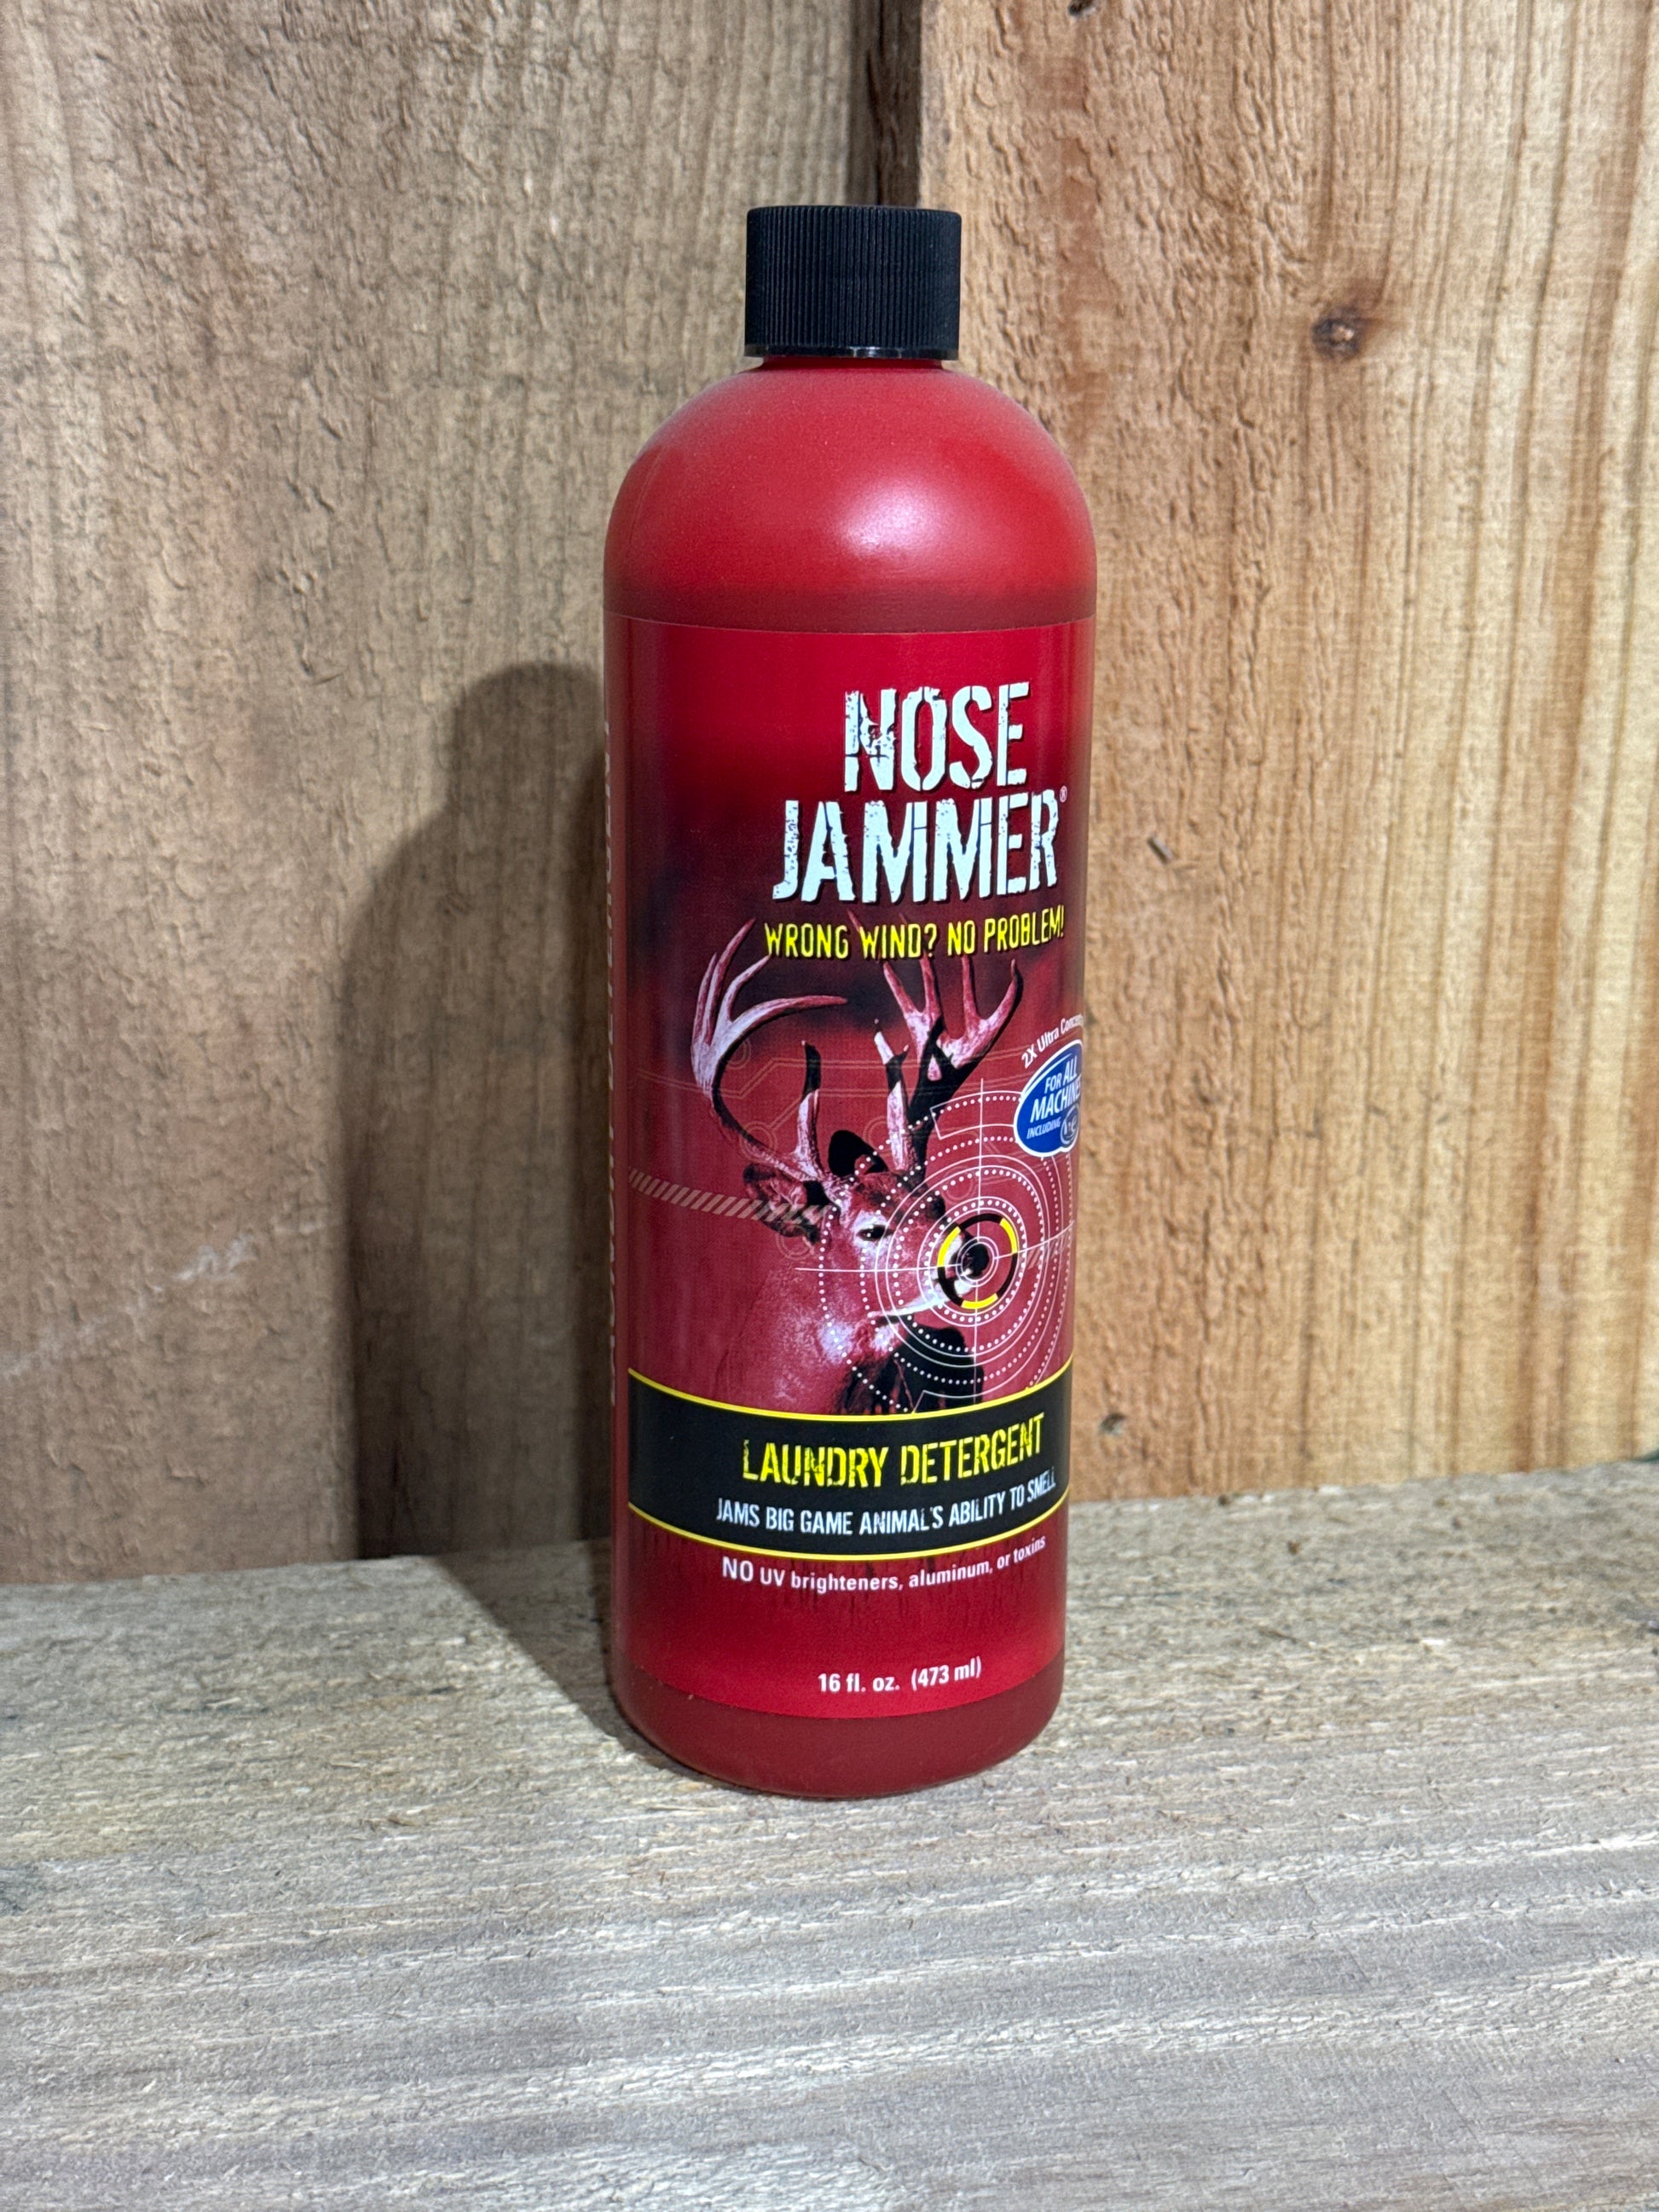 NOSE
JAMMER®
WRONG WIND? NO PROBLEM!
2X Ultra
FOR ALL
MACHINES
INCLUDING he
LAUNDRY DETERGENT
JAMS BIG GAME ANIMAL'S ABILITY TO SMELL
NO UV brighteners, aluminum, or toxins
16 fl. oz. (473 ml)